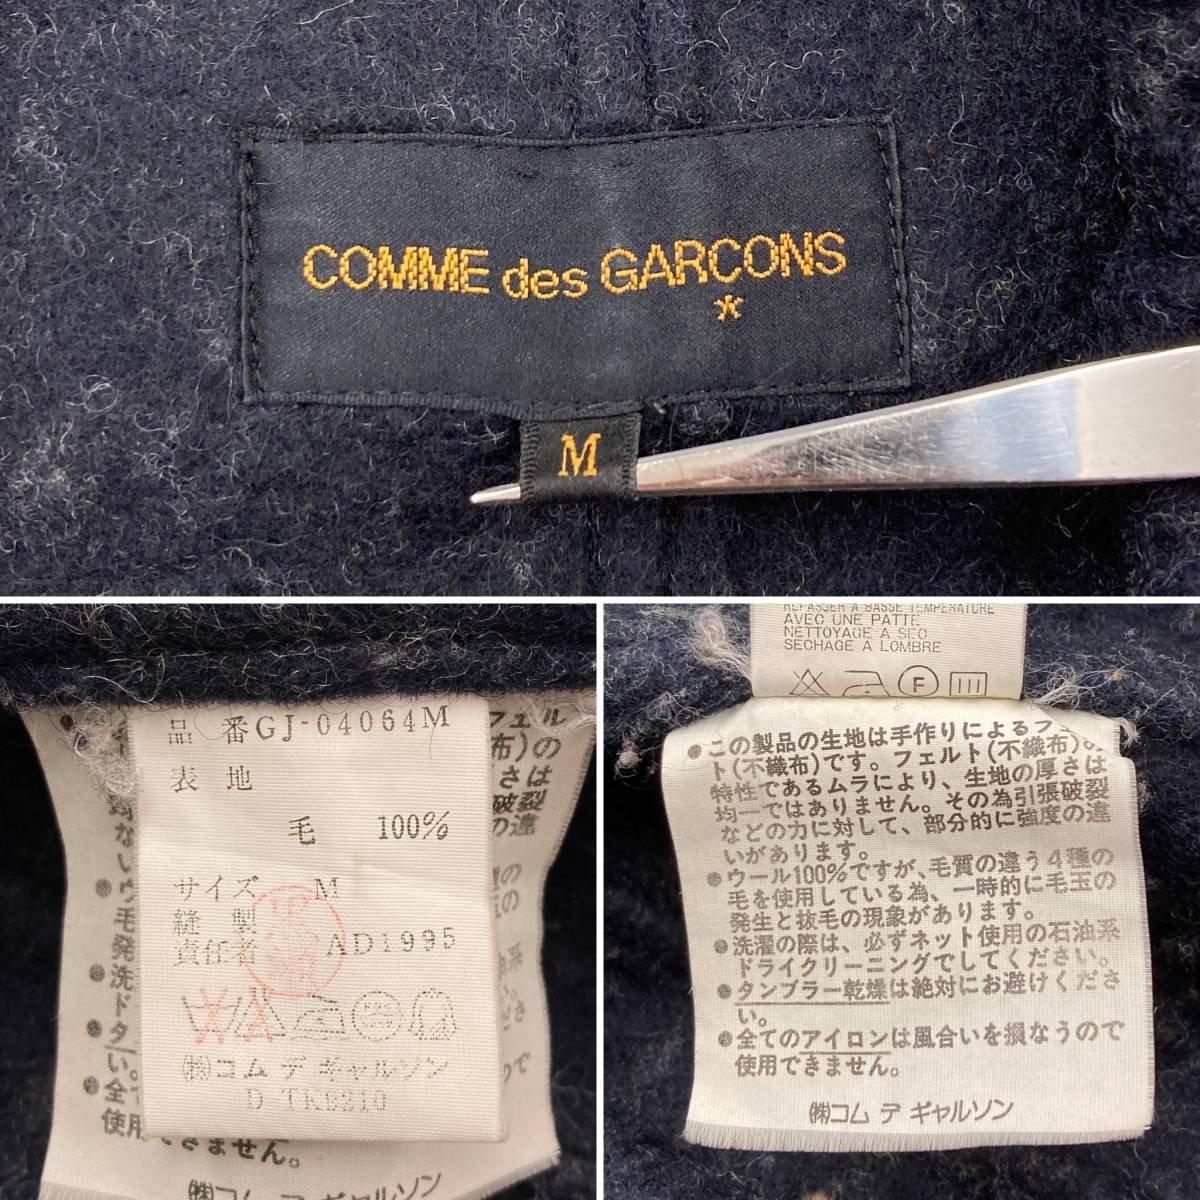 COMME des GARCONS
*
M
品 番 GJ-04064M
表 地
毛 100%
サイズ M
縫 製
責任者 AD1995
㈱コム デ ギャルソン
D TK9210
REPASSER A BASSE TEMPERATURE
AVEC UNE PATTE
NETTOYAGE A SEC
SECHAGE A LOMBRE
●この製品の生地は手作りによるフェル
ト(不織布)です。フェルト(不織布)の
特性であるムラにより、生地の厚さは
均一ではありません。その為引張破裂
などの力に対して、部分的に強度の違
いがあります。
●ウール100%ですが、毛質の違う4種の
毛を使用している為、一時的に毛玉の
発生と抜毛の現象があります。
●洗濯の際は、必ずネット使用の石油系
ドライクリーニングでしてください。
●タンブラー乾燥は絶対にお避けくださ
い。
●全てのアイロンは風合いを損なうので
使用できません。
㈱コム デ ギャルソン